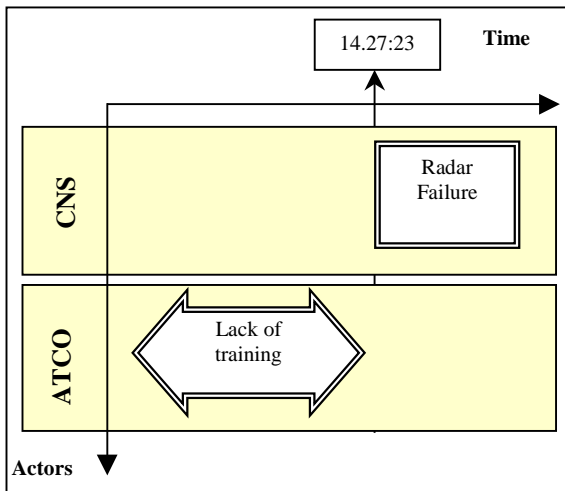 14.27:23
Time
CNS
Radar
Failure
ATCO
Lack of
training
Actors